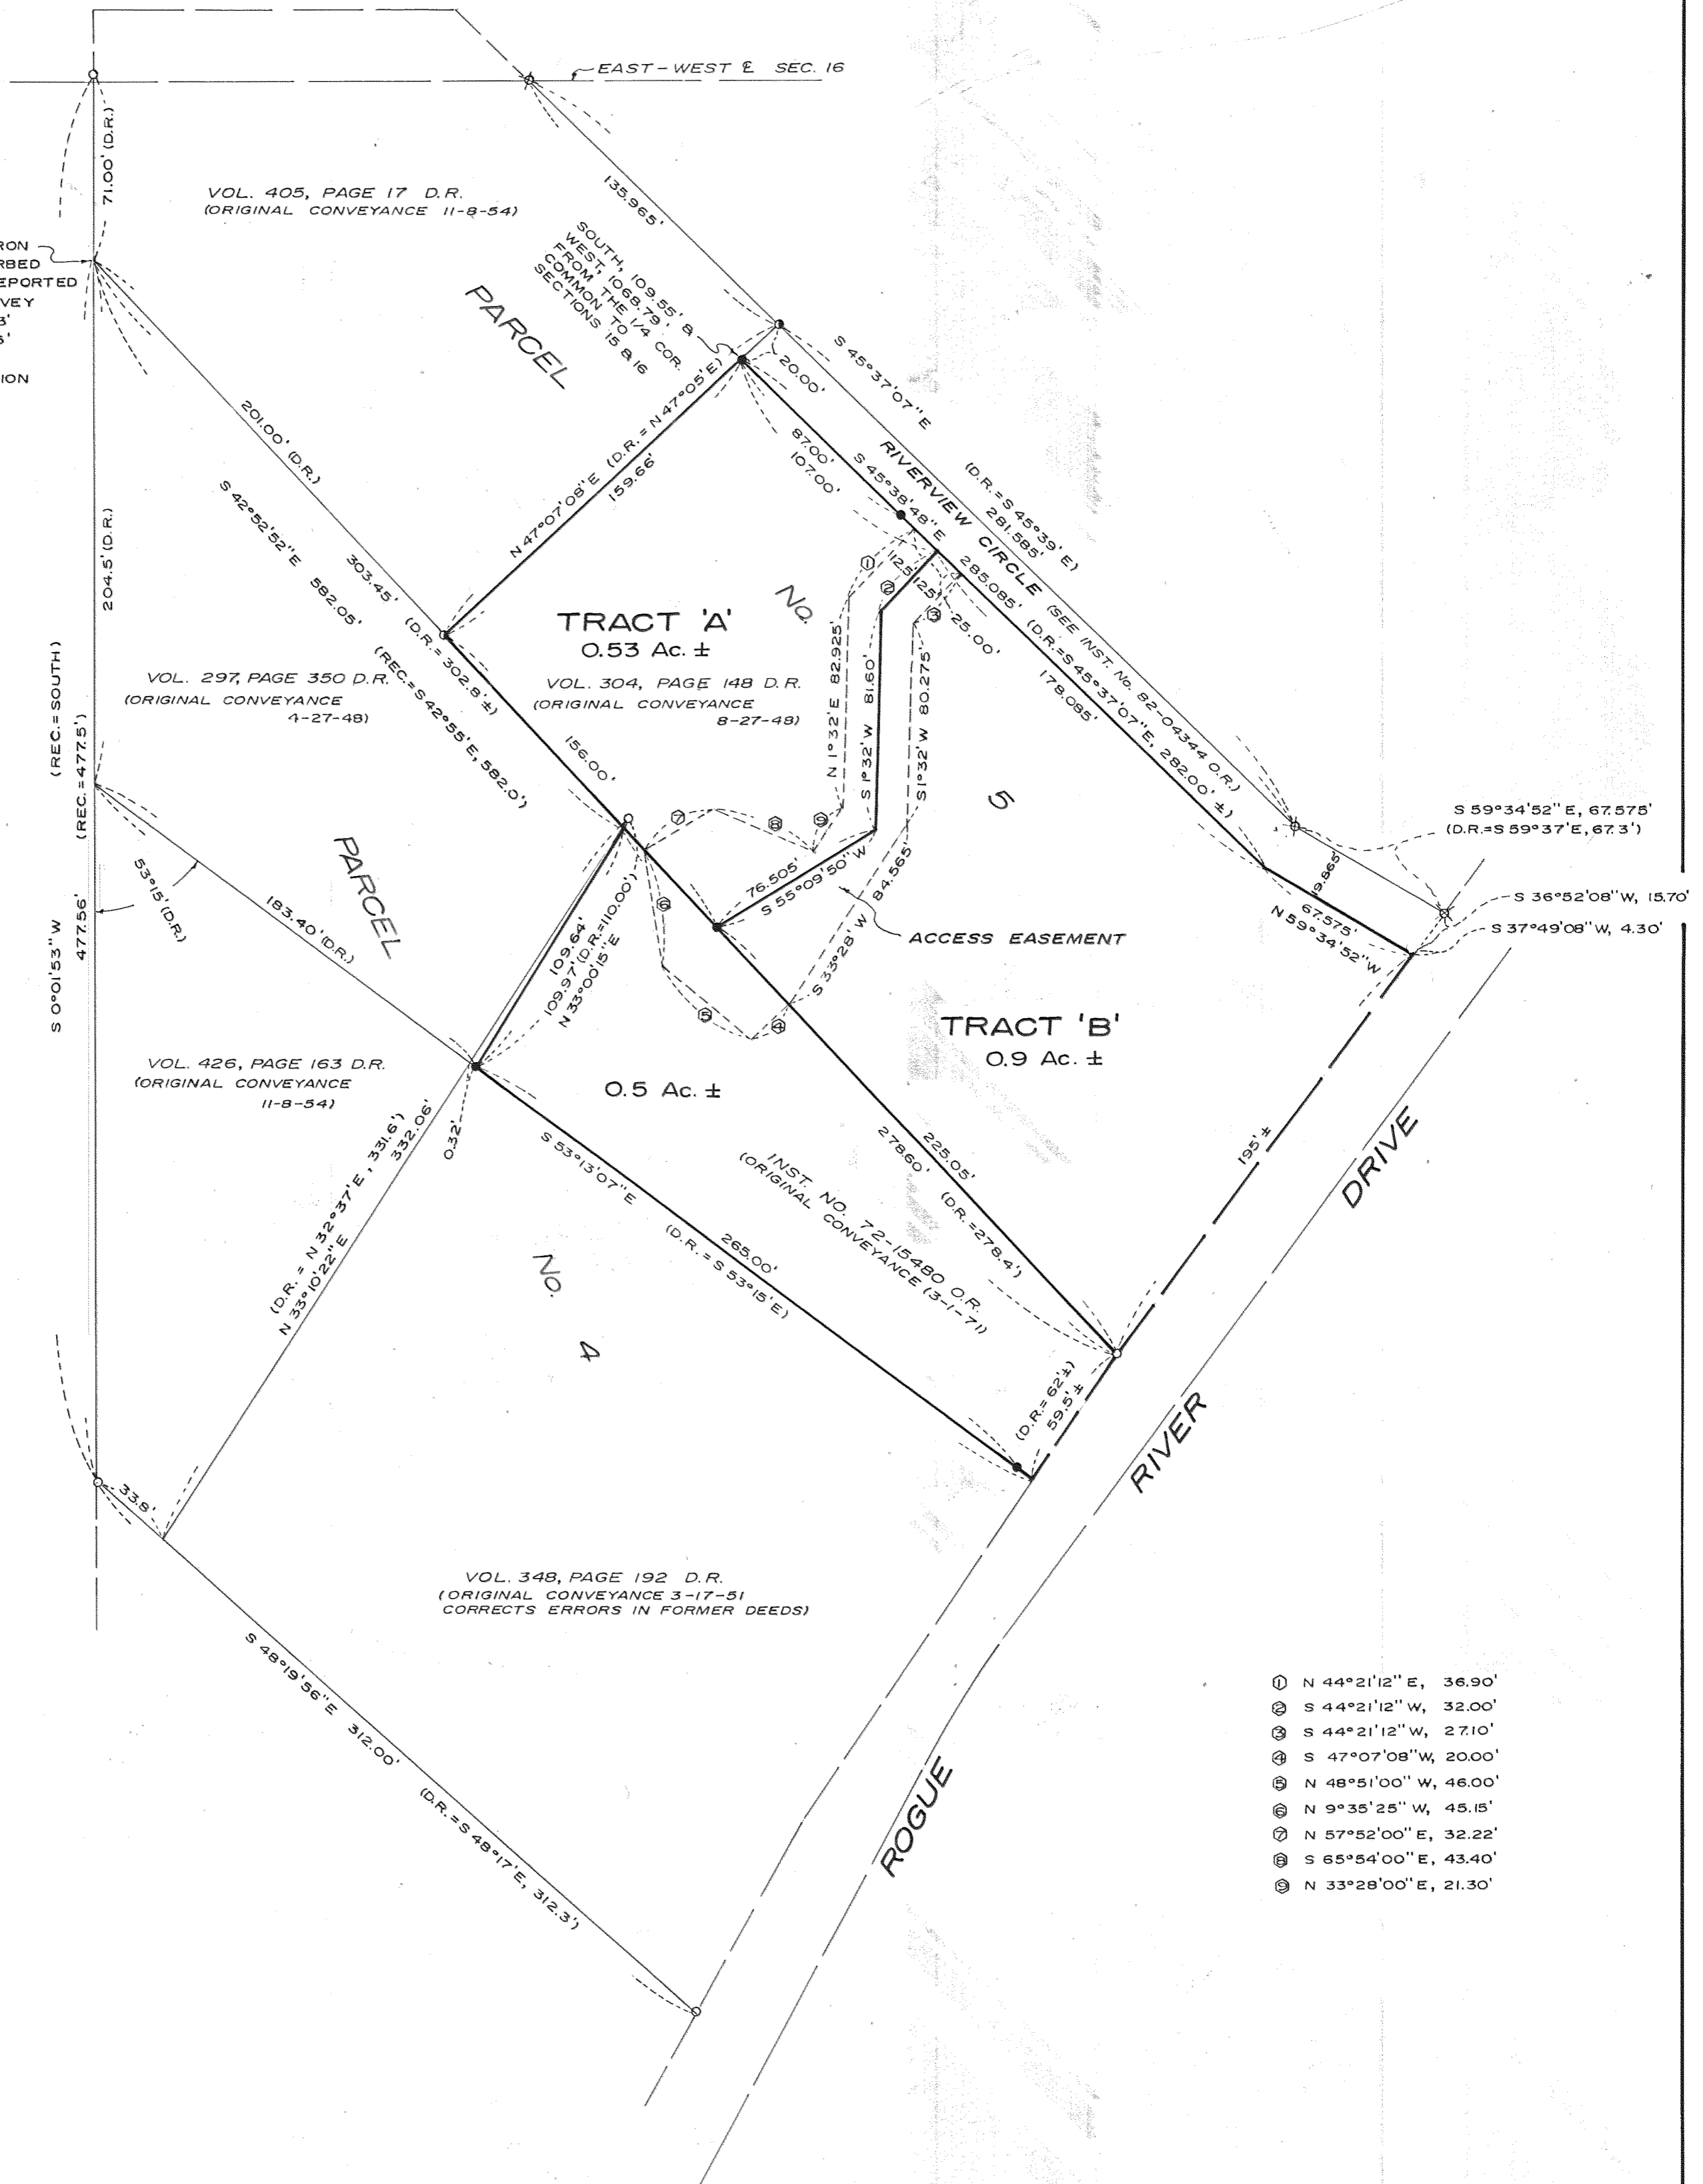 EAST-WEST ℄ SEC. 16
71.00' (D.R.)
VOL. 405, PAGE 17 D.R.
(ORIGINAL CONVEYANCE 11-8-54)
135.965'
SOUTH, 109.55' &
WEST, 1068.79'
FROM THE 1/4 COR.
COMMON TO
SECTIONS 15 & 16
PARCEL
20.00'
S 45°37'07"E
(D.R.=S 45°39'E)
281.585'
RIVERVIEW CIRCLE (SEE INST. No. 82-04344 O.R.)
201.00' (D.R.)
N 47°07'08"E (D.R. = N 47°05'E)
159.66'
87.00'
107.00'
S 45°38'48"E
285.085' (D.R.=S 45°37'07"E, 282.00' ±)
178.085'
204.5' (D.R.)
S 42°52'52"E 582.05' (REC.=S 42°55'E, 582.0')
303.45' (D.R. = 302.8' ±)
No.
5
1
2
3
12.5'
12.5'
25.00'
TRACT 'A'
0.53 Ac. ±
N 1°32'E 82.925'
S 1°32'W 81.60'
S 1°32'W 80.275'
(REC.=SOUTH)
(REC.=477.5')
S 0°01'53"W
477.56'
VOL. 297, PAGE 350 D.R.
(ORIGINAL CONVEYANCE
4-27-48)
VOL. 304, PAGE 148 D.R.
(ORIGINAL CONVEYANCE
8-27-48)
156.00'
7
8
9
S 59°34'52"E, 67.575'
(D.R.=S 59°37'E, 67.3')
19.865'
S 36°52'08"W, 15.70'
S 37°49'08"W, 4.30'
67.575'
N 59°34'52"W
53°15' (D.R.)
183.40' (D.R.)
PARCEL
109.64'
109.97' (D.R.=110.00')
N 33°00'15"E
6
76.505'
S 55°09'50"W
S 33°28'W 84.565'
ACCESS EASEMENT
5
4
TRACT 'B'
0.9 Ac. ±
VOL. 426, PAGE 163 D.R.
(ORIGINAL CONVEYANCE
11-8-54)
0.32'
0.5 Ac. ±
(D.R. = N 32°37'E, 331.6')
332.06'
N 33°10'22"E
S 53°13'07"E
265.00'
(D.R. = S 53°15'E)
225.05'
278.60' (D.R.=278.4')
INST. NO. 72-15480 O.R.
(ORIGINAL CONVEYANCE (3-1-71)
195' ±
No.
4
(D.R.=62'±)
59.5'±
33.8'
VOL. 348, PAGE 192 D.R.
(ORIGINAL CONVEYANCE 3-17-51
CORRECTS ERRORS IN FORMER DEEDS)
S 48°19'56"E 312.00' (D.R.=S 48°17'E, 312.3')
ROGUE RIVER DRIVE
1 N 44°21'12" E, 36.90'
2 S 44°21'12" W, 32.00'
3 S 44°21'12" W, 27.10'
4 S 47°07'08" W, 20.00'
5 N 48°51'00" W, 46.00'
6 N 9°35'25" W, 45.15'
7 N 57°52'00" E, 32.22'
8 S 65°54'00" E, 43.40'
9 N 33°28'00" E, 21.30'